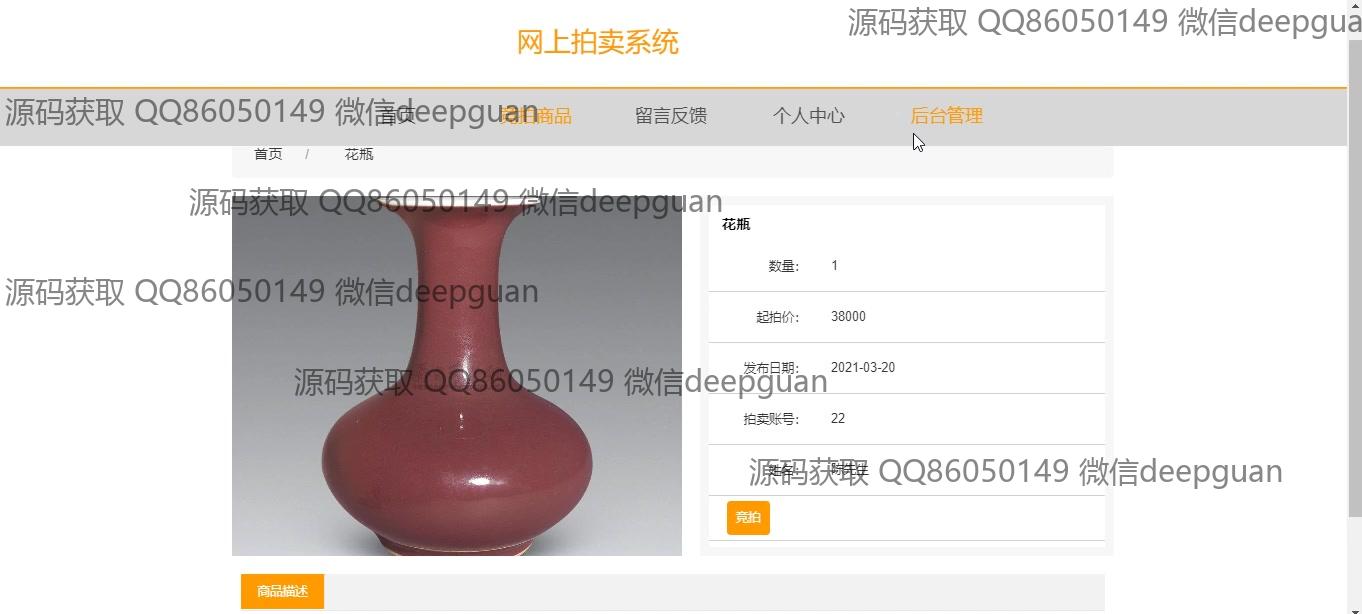 源码获取 QQ86050149 微信deepgua
网上拍卖系统
源码获取 QQ86050149 微信deepguan
首页 竞拍商品 留言反馈 个人中心 后台管理
首页 / 花瓶
源码获取 QQ86050149 微信deepguan
花瓶
数量： 1
源码获取 QQ86050149 微信deepguan
起拍价： 38000
发布日期： 2021-03-20
源码获取 QQ86050149 微信deepguan
拍卖账号： 22
姓名： 陈先生
源码获取 QQ86050149 微信deepguan
竞拍
商品描述